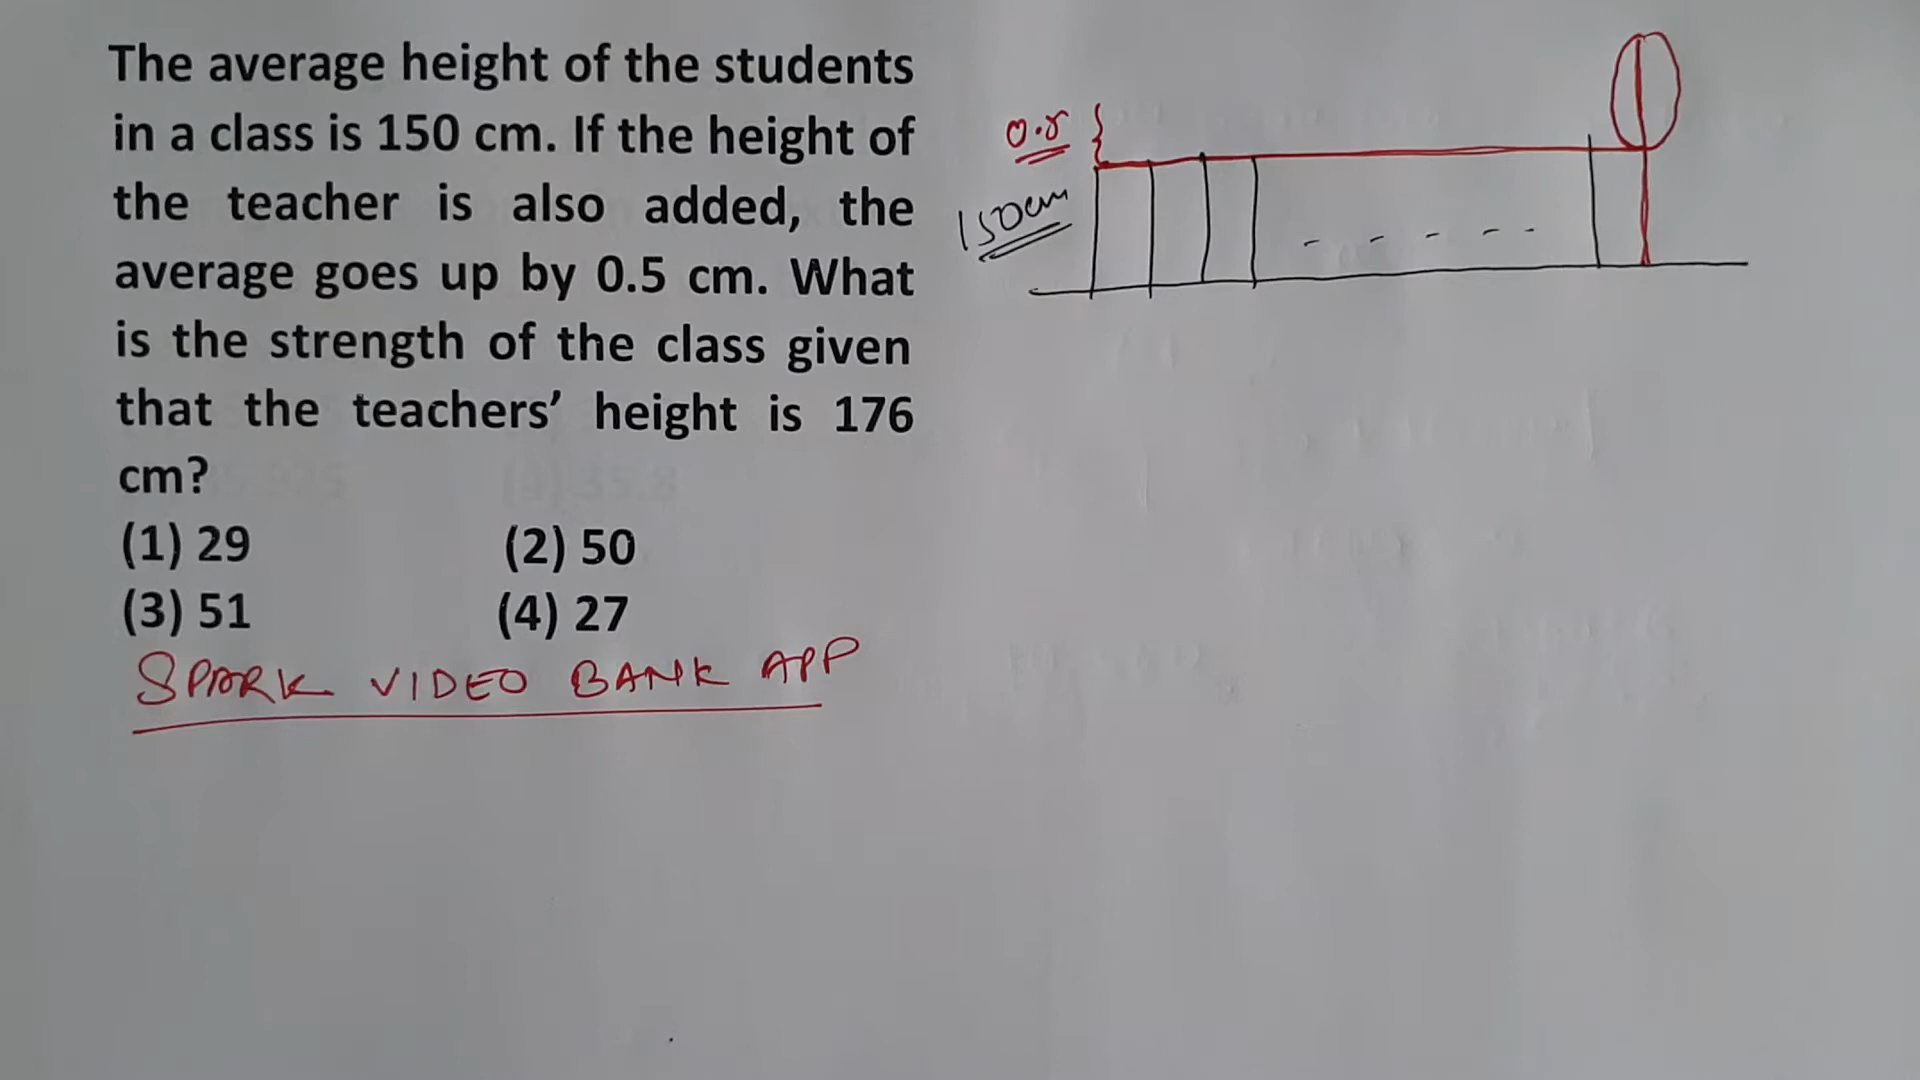 The average height of the students
in a class is 150 cm. If the height of
the teacher is also added, the
average goes up by 0.5 cm. What
is the strength of the class given
that the teachers’ height is 176
cm?
(1) 29 (2) 50
(3) 51 (4) 27
SPARK VIDEO BANK APP
0.5
150cm